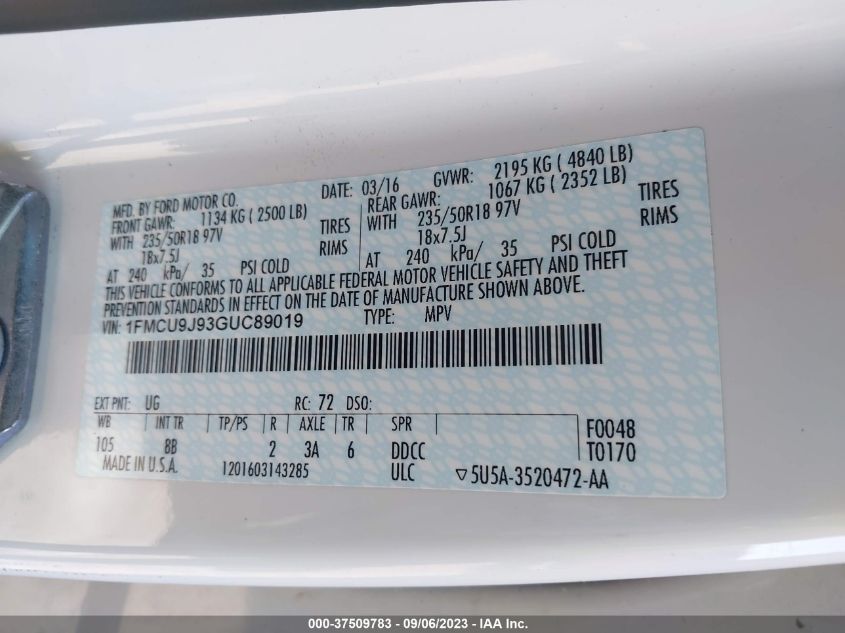 MFD. BY FORD MOTOR CO. DATE: 03/16 GVWR: 2195 KG ( 4840 LB)
FRONT GAWR: 1134 KG ( 2500 LB) REAR GAWR: 1067 KG ( 2352 LB)
WITH 235/50R18 97V TIRES WITH 235/50R18 97V TIRES
18x7.5J RIMS 18x7.5J RIMS
AT 240 kPa/ 35 PSI COLD AT 240 kPa/ 35 PSI COLD
THIS VEHICLE CONFORMS TO ALL APPLICABLE FEDERAL MOTOR VEHICLE SAFETY AND THEFT
PREVENTION STANDARDS IN EFFECT ON THE DATE OF MANUFACTURE SHOWN ABOVE.
VIN: 1FMCU9J93GUC89019 TYPE: MPV
EXT PNT: UG RC: 72 DSO:
WB INT TR TP/PS R AXLE TR SPR F0048
105 8B 2 3A 6 DDCC T0170
MADE IN U.S.A. 1201603143285 ULC ▽5U5A-3520472-AA
000-37509783 - 09/06/2023 - IAA Inc.